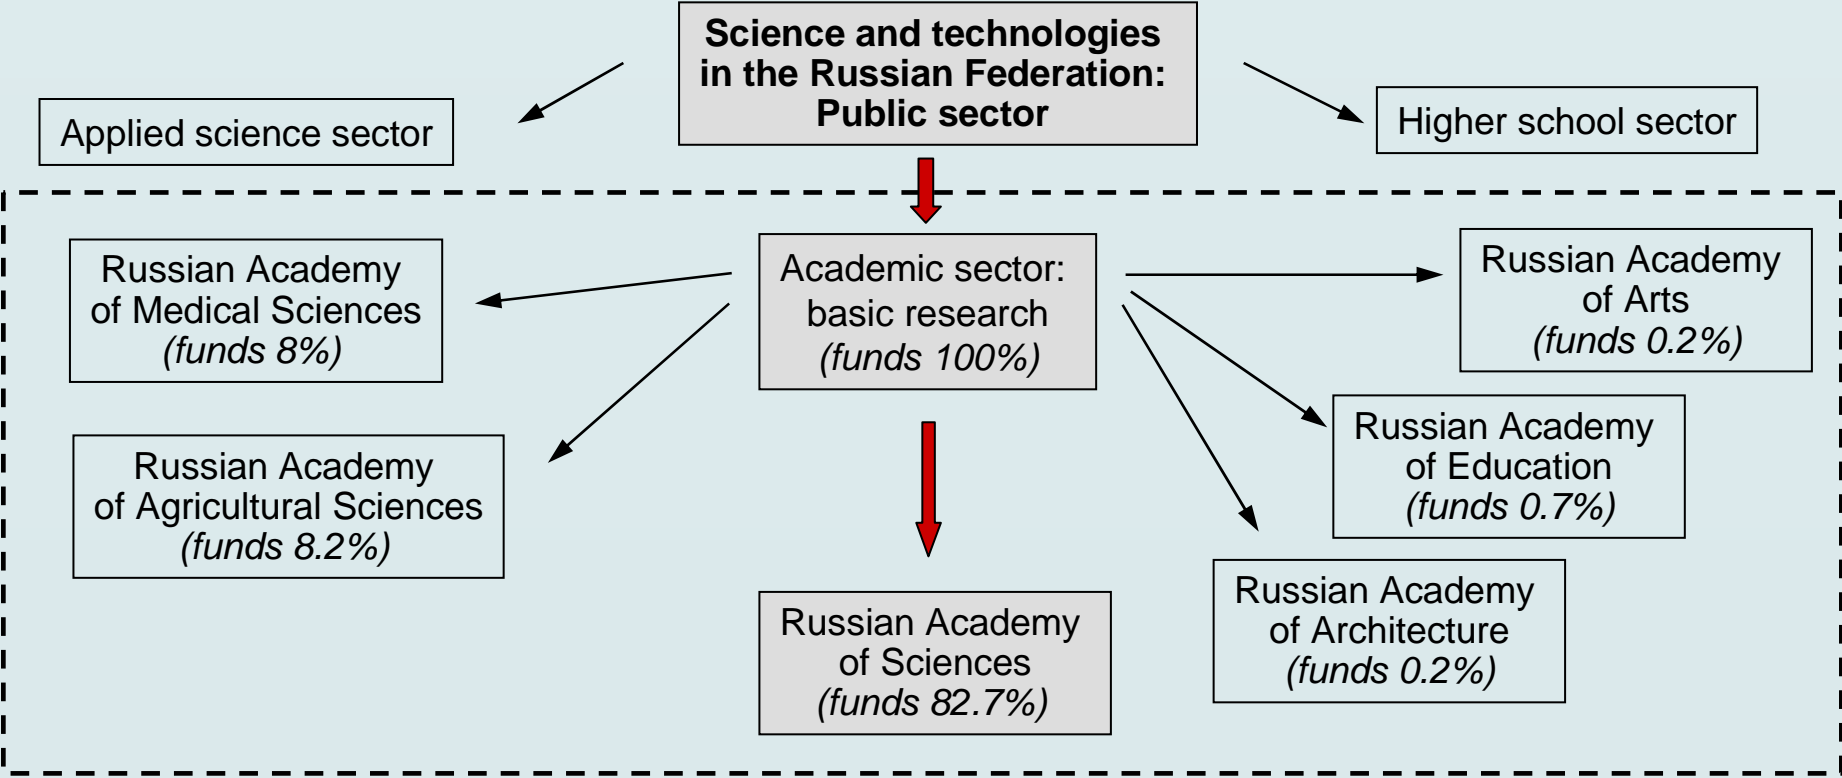 Science and technologies
in the Russian Federation:
Public sector
Applied science sector
Higher school sector
Russian Academy
of Medical Sciences
(funds 8%)
Academic sector:
basic research
(funds 100%)
Russian Academy
of Arts
(funds 0.2%)
Russian Academy
of Agricultural Sciences
(funds 8.2%)
Russian Academy
of Education
(funds 0.7%)
Russian Academy
of Sciences
(funds 82.7%)
Russian Academy
of Architecture
(funds 0.2%)